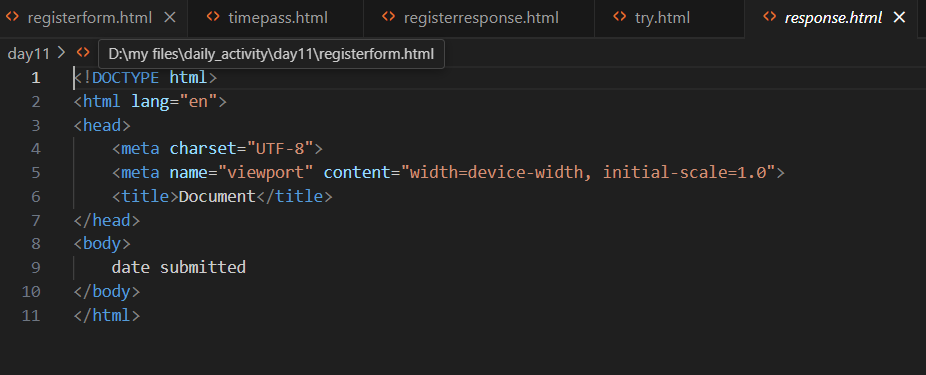 registerform.html timepass.html registerresponse.html try.html response.html
day11 D:\my files\daily_activity\day11\registerform.html
1 <!DOCTYPE html>
2 <html lang="en">
3 <head>
4 <meta charset="UTF-8">
5 <meta name="viewport" content="width=device-width, initial-scale=1.0">
6 <title>Document</title>
7 </head>
8 <body>
9 date submitted
10 </body>
11 </html>